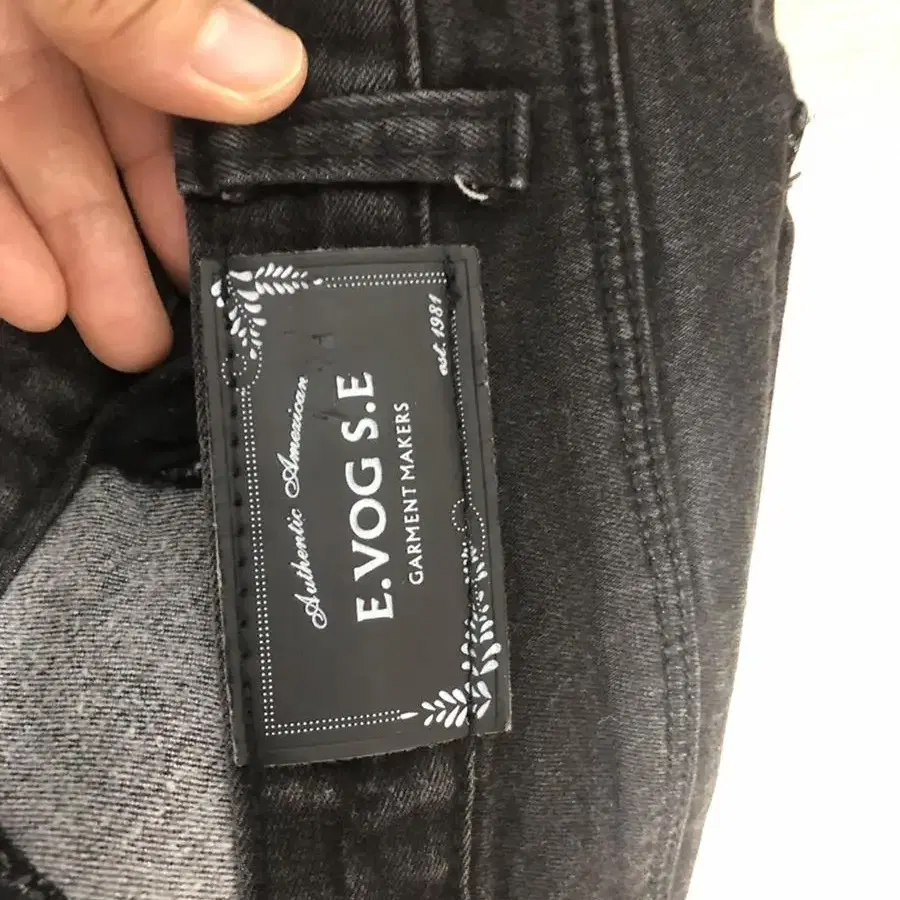 Authentic American
E.VOG S.E
GARMENT MAKERS
est. 1981